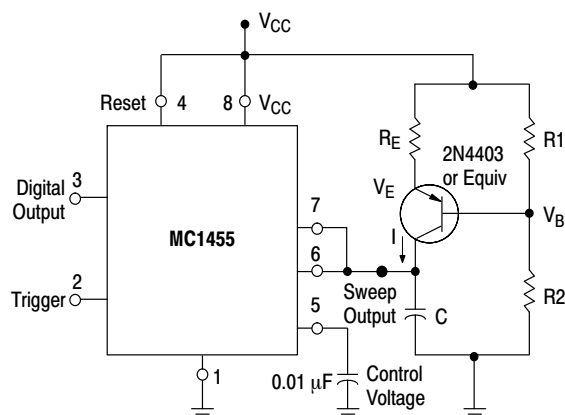 VCC
Reset 4
8 VCC
RE
R1
2N4403
or Equiv
3
Digital
Output
VE
VB
7
MC1455
I
6
2
Trigger
Sweep
Output
C
R2
5
1
0.01 μF
Control
Voltage